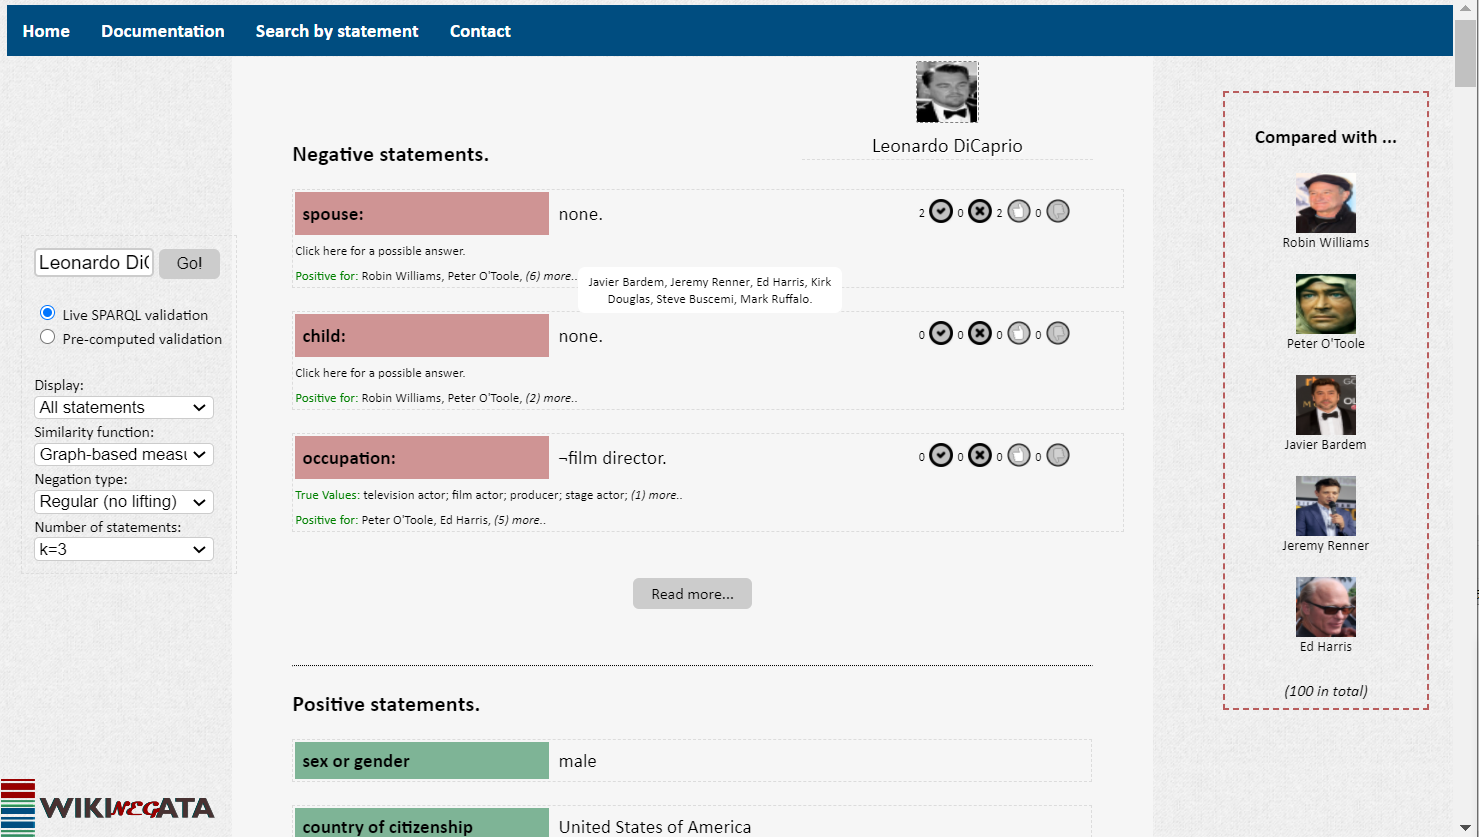 Home Documentation Search by statement Contact
Leonardo DiCaprio
Negative statements.
spouse: none. 2 0 2 0
Click here for a possible answer.
Positive for: Robin Williams, Peter O'Toole, (6) more..
Javier Bardem, Jeremy Renner, Ed Harris, Kirk
Douglas, Steve Buscemi, Mark Ruffalo.
child: none. 0 0 0 0
Click here for a possible answer.
Positive for: Robin Williams, Peter O'Toole, (2) more..
occupation: ¬film director. 0 0 0 0
True Values: television actor; film actor; producer; stage actor; (1) more..
Positive for: Peter O'Toole, Ed Harris, (5) more..
Read more...
Positive statements.
sex or gender male
country of citizenship United States of America
Leonardo DiC Go!
Live SPARQL validation
Pre-computed validation
Display:
All statements
Similarity function:
Graph-based measu
Negation type:
Regular (no lifting)
Number of statements:
k=3
WIKINEGATA
Compared with ...
Robin Williams
Peter O'Toole
Javier Bardem
Jeremy Renner
Ed Harris
(100 in total)